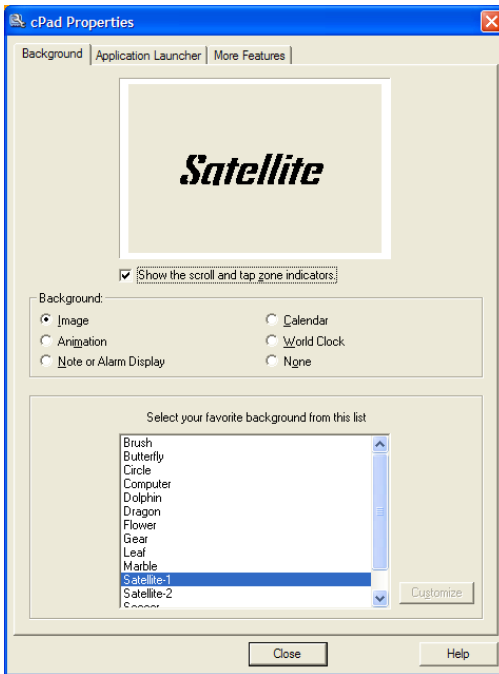 cPad Properties
Background Application Launcher More Features
Satellite
Show the scroll and tap zone indicators.
Background:
Image
Calendar
Animation
World Clock
Note or Alarm Display
None
Select your favorite background from this list
Brush
Butterfly
Circle
Computer
Dolphin
Dragon
Flower
Gear
Leaf
Marble
Satellite-1
Satellite-2
Soccer
Customize
Close
Help